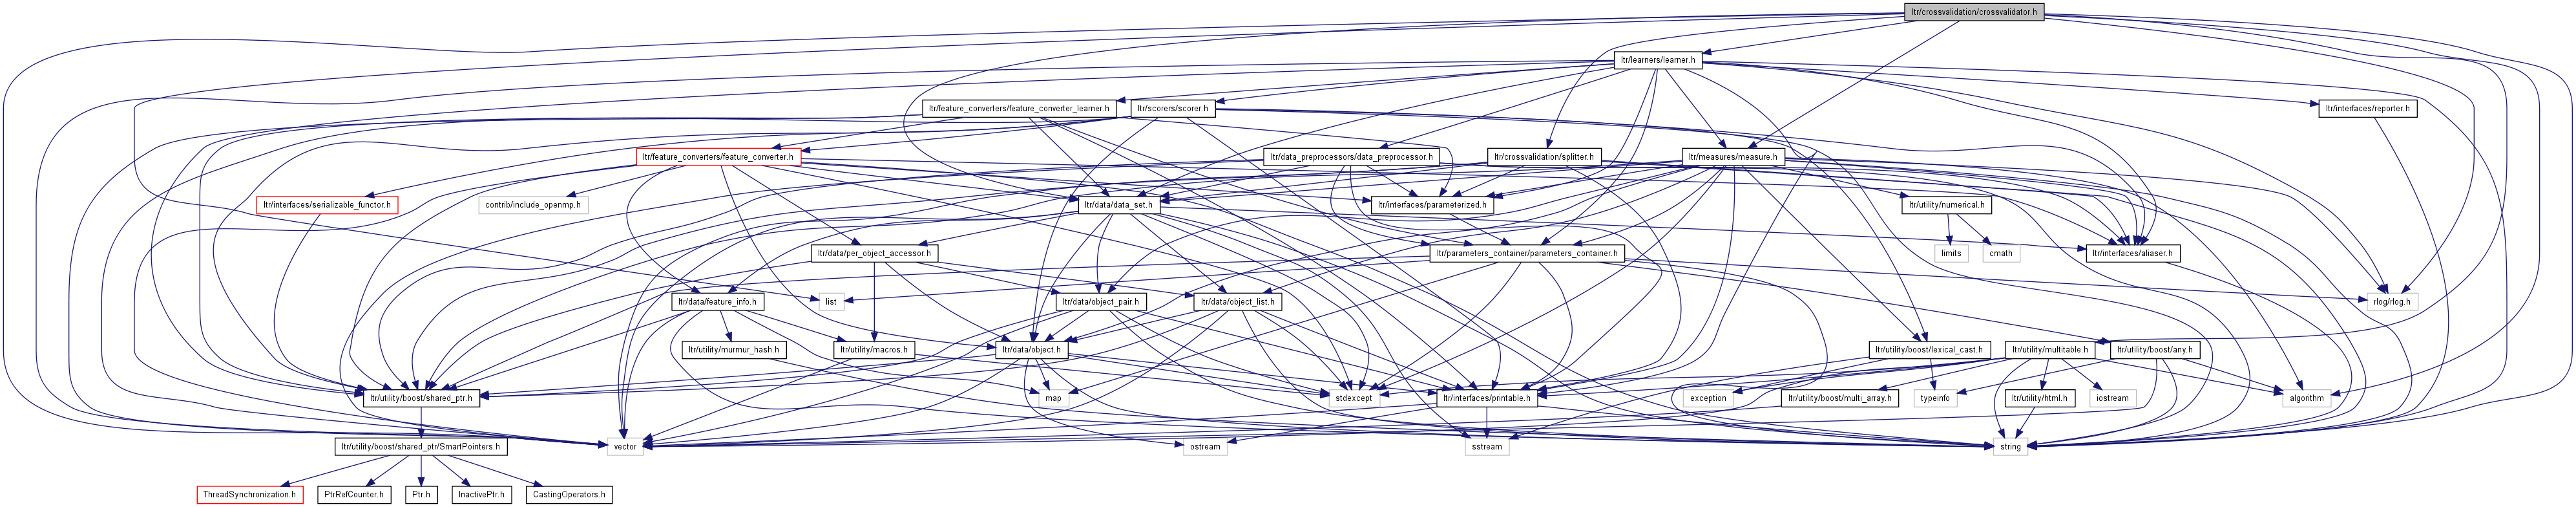 ltr/crossvalidation/crossvalidator.h
ltr/learners/learner.h
ltr/feature_converters/feature_converter_learner.h
ltr/scorers/scorer.h
ltr/interfaces/reporter.h
ltr/feature_converters/feature_converter.h
ltr/data_preprocessors/data_preprocessor.h
ltr/crossvalidation/splitter.h
ltr/measures/measure.h
ltr/interfaces/serializable_functor.h
contrib/include_openmp.h
ltr/data/data_set.h
ltr/interfaces/parameterized.h
ltr/utility/numerical.h
ltr/data/per_object_accessor.h
ltr/parameters_container/parameters_container.h
limits
cmath
ltr/interfaces/aliaser.h
ltr/data/feature_info.h
list
ltr/data/object_pair.h
ltr/data/object_list.h
rlog/rlog.h
ltr/utility/murmur_hash.h
ltr/utility/macros.h
ltr/data/object.h
ltr/utility/boost/lexical_cast.h
ltr/utility/multitable.h
ltr/utility/boost/any.h
ltr/utility/boost/shared_ptr.h
map
stdexcept
ltr/interfaces/printable.h
exception
ltr/utility/boost/multi_array.h
typeinfo
ltr/utility/html.h
iostream
algorithm
ltr/utility/boost/shared_ptr/SmartPointers.h
vector
ostream
sstream
string
ThreadSynchronization.h
PtrRefCounter.h
Ptr.h
InactivePtr.h
CastingOperators.h